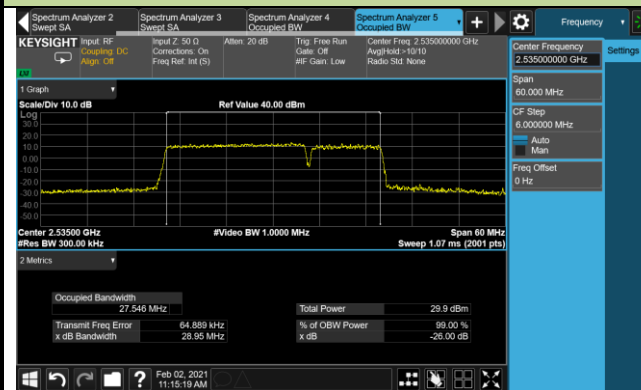 Spectrum Analyzer 2
Swept SA
Spectrum Analyzer 3
Swept SA
Spectrum Analyzer 4
Occupied BW
Spectrum Analyzer 5
Occupied BW
Frequency
KEYSIGHT
Input: RF
Coupling: DC
Align: Off
Input Z: 50 Ω
Corrections: On
Freq Ref: Int (S)
Atten: 20 dB
Trig: Free Run
Gate: Off
#IF Gain: Low
Center Freq: 2.535000000 GHz
Avg|Hold:>10/10
Radio Std: None
Center Frequency
2.535000000 GHz
Settings
Span
60.000 MHz
CF Step
6.000000 MHz
Auto
Man
Freq Offset
0 Hz
1 Graph
Scale/Div 10.0 dB
Ref Value 40.00 dBm
Log
30.0
20.0
10.0
0.00
-10.0
-20.0
-30.0
-40.0
-50.0
Center 2.53500 GHz
#Video BW 1.0000 MHz
Span 60 MHz
#Res BW 300.00 kHz
Sweep 1.07 ms (2001 pts)
2 Metrics
Occupied Bandwidth
27.546 MHz
Total Power
29.9 dBm
Transmit Freq Error
64.889 kHz
% of OBW Power
99.00 %
x dB Bandwidth
28.95 MHz
x dB
-26.00 dB
Feb 02, 2021
11:15:19 AM